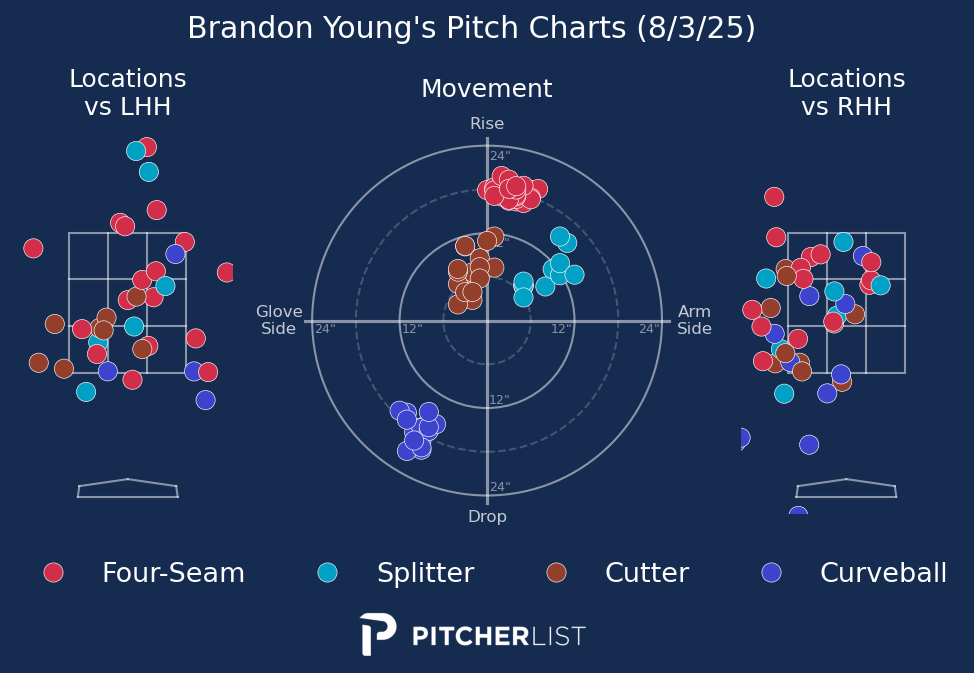 Brandon Young's Pitch Charts (8/3/25)
Locations
vs LHH
Movement
Locations
vs RHH
Rise
24"
Glove
Side
24"
12"
12"
24"
Arm
Side
12"
24"
Drop
Four-Seam
Splitter
Cutter
Curveball
PITCHERLIST